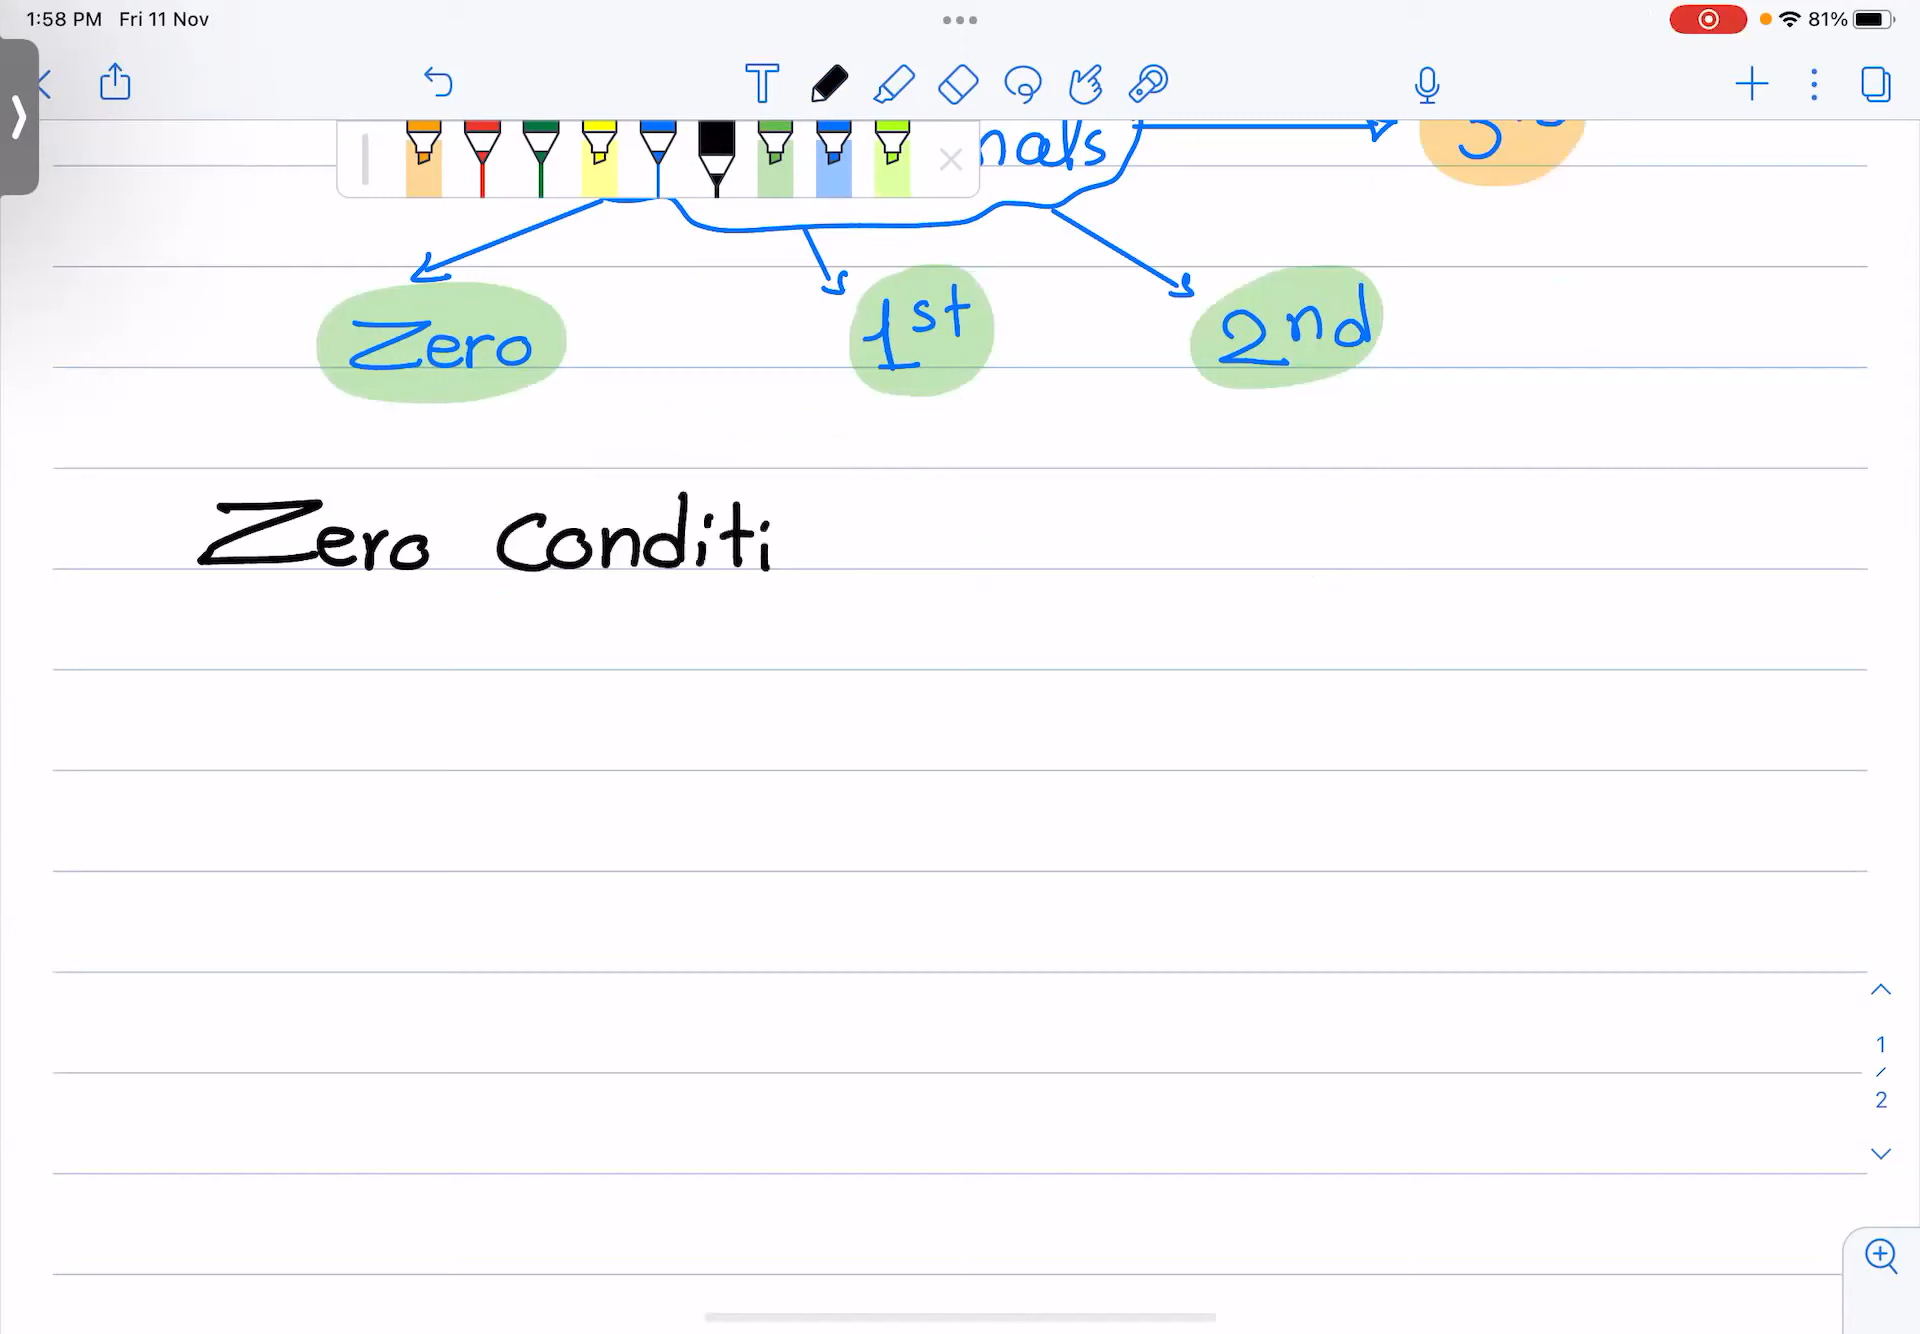 1:58 PM Fri 11 Nov
81%
T
nals
Zero 1st 2nd
Zero Conditi
1
/
2